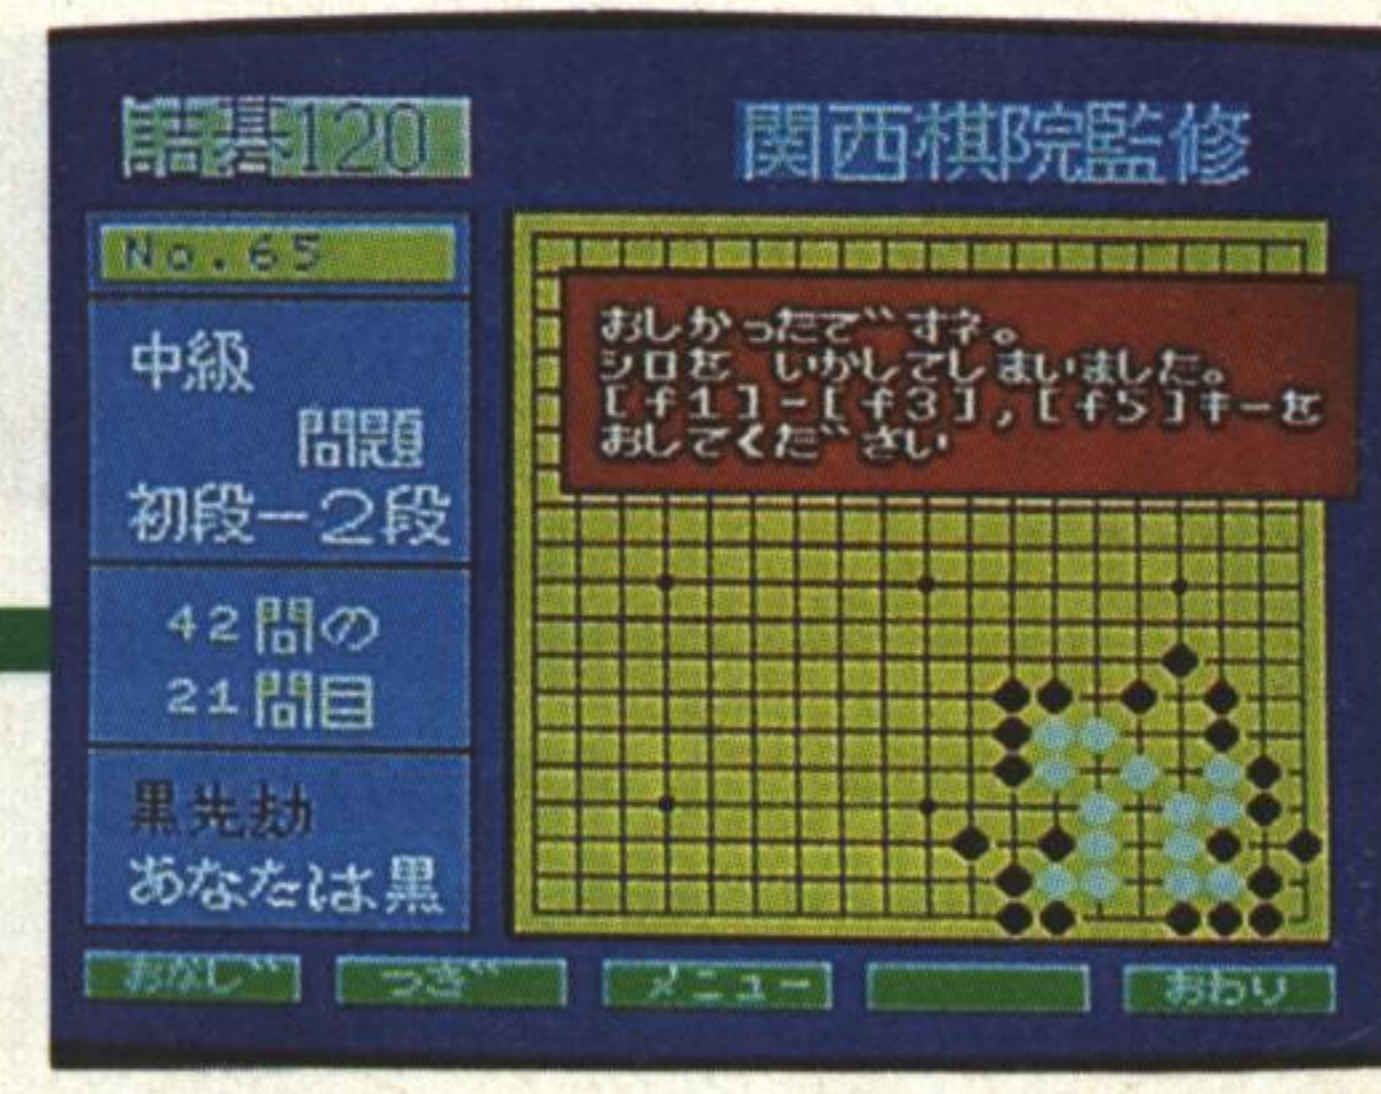 詰碁120
関西棋院監修
No.65
中級
問題
初段ー2段
42問の
21問目
黒先劫
あなたは黒
おしかったで゛すネ。
シロを いかしてしまいました。
[f1]-[f3],[f5]キーを
おしてくだ゛さい
おなじ゛
つぎ゛
メニュー
おわり